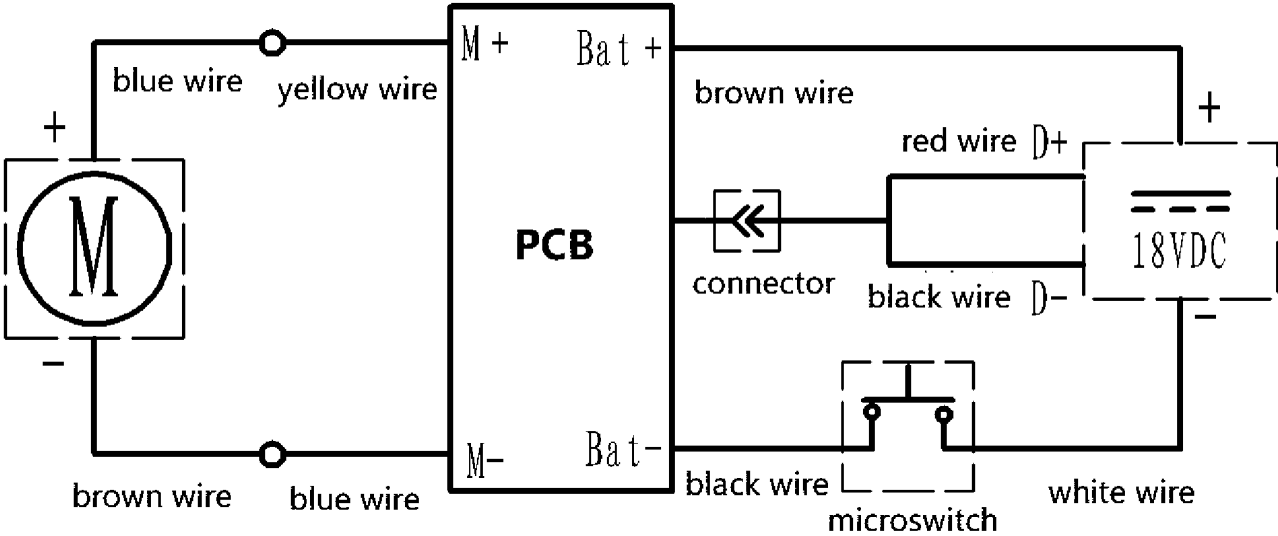 M+
Bat+
blue wire
yellow wire
brown wire
+
+
red wire D+
M
PCB
18VDC
connector
black wire D-
-
-
M-
Bat-
brown wire
blue wire
black wire
white wire
microswitch